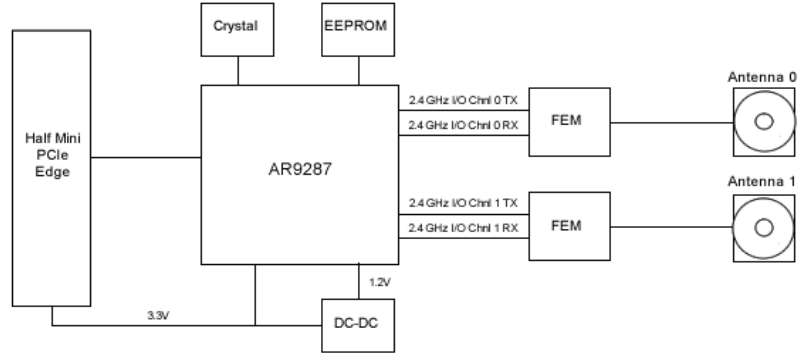 Crystal
EEPROM
Half Mini
PCIe
Edge
AR9287
2.4 GHz I/O Chnl 0 TX
2.4 GHz I/O Chnl 0 RX
FEM
Antenna 0
2.4 GHz I/O Chnl 1 TX
2.4 GHz I/O Chnl 1 RX
FEM
Antenna 1
1.2V
3.3V
DC-DC